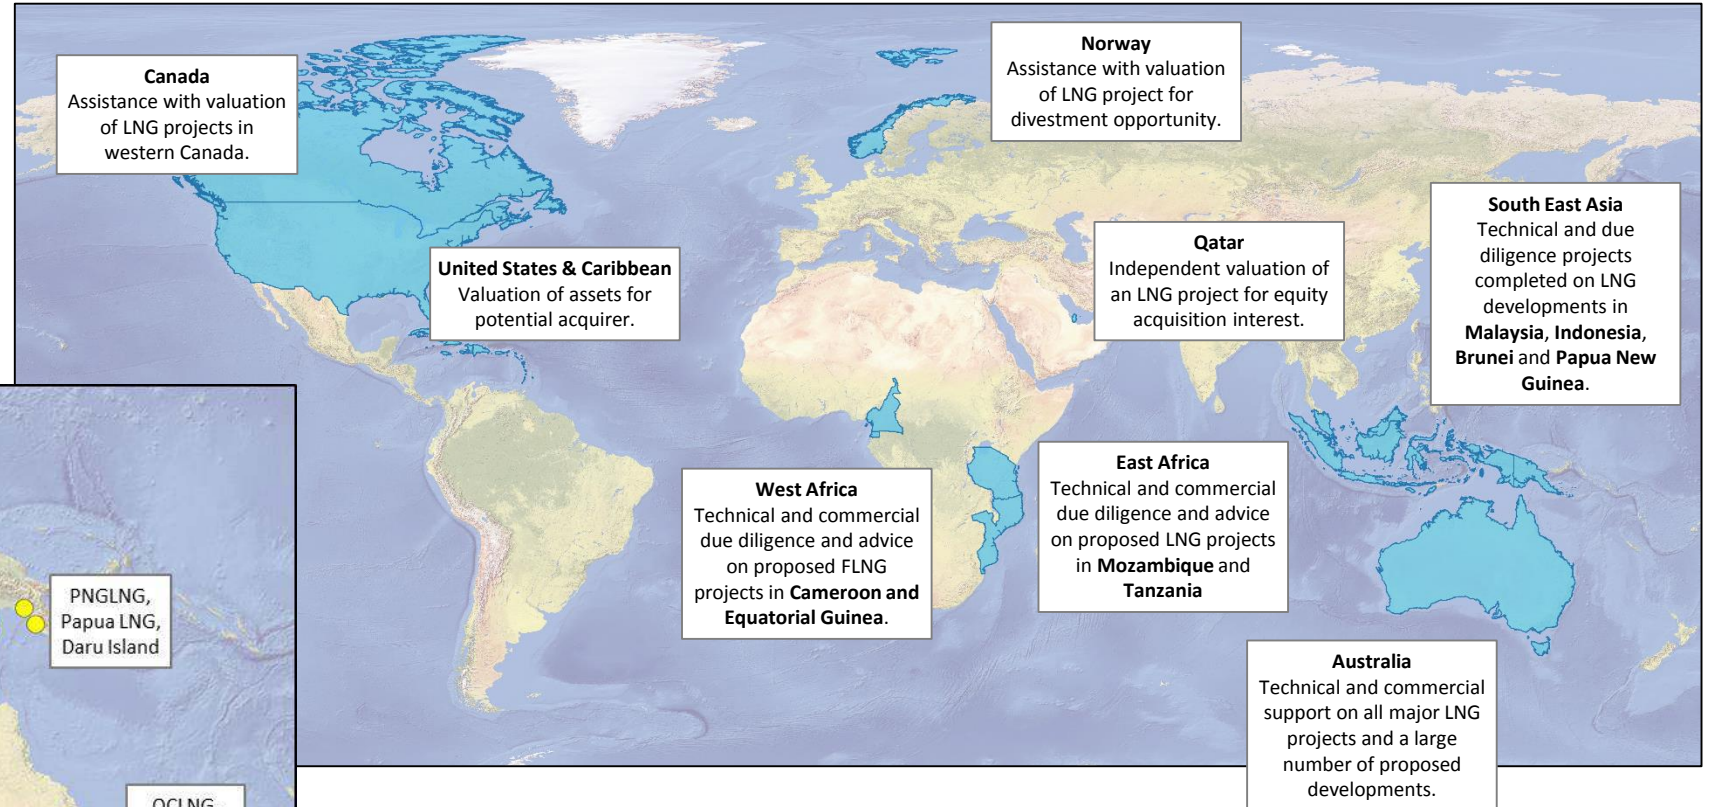 Canada
Assistance with valuation
of LNG projects in
western Canada.
Norway
Assistance with valuation
of LNG project for
divestment opportunity.
United States & Caribbean
Valuation of assets for
potential acquirer.
Qatar
Independent valuation of
an LNG project for equity
acquisition interest.
South East Asia
Technical and due
diligence projects
completed on LNG
developments in
Malaysia, Indonesia,
Brunei and Papua New
Guinea.
West Africa
Technical and commercial
due diligence and advice
on proposed FLNG
projects in Cameroon and
Equatorial Guinea.
East Africa
Technical and commercial
due diligence and advice
on proposed LNG projects
in Mozambique and
Tanzania
Australia
Technical and commercial
support on all major LNG
projects and a large
number of proposed
developments.
PNGLNG,
Papua LNG,
Daru Island